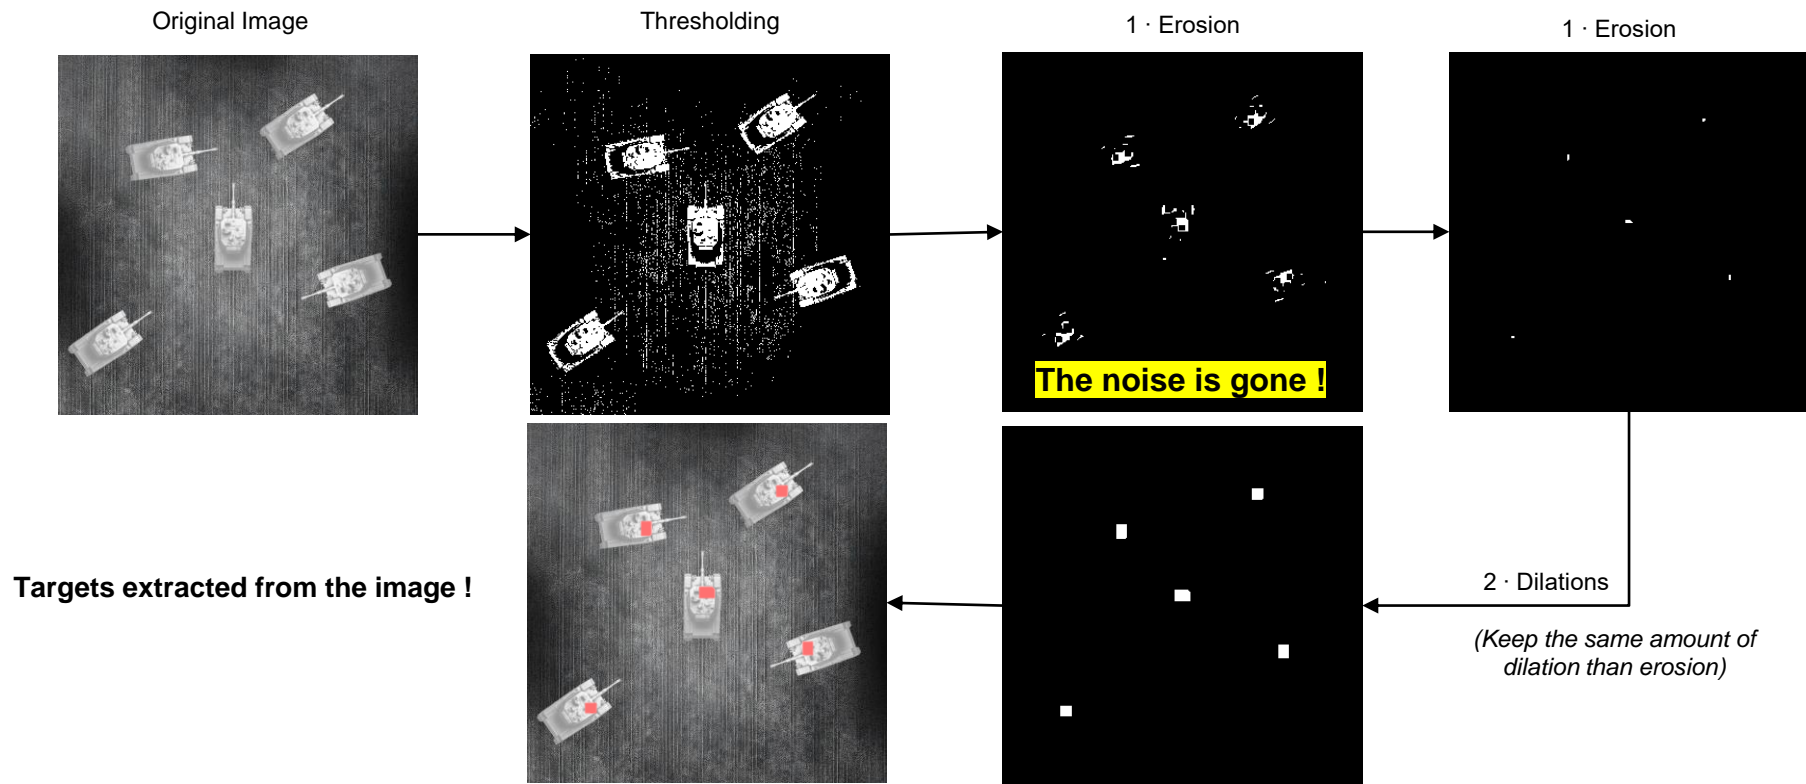 Original Image
Thresholding
1 · Erosion
1 · Erosion
The noise is gone !
Targets extracted from the image !
2 · Dilations
(Keep the same amount of
dilation than erosion)